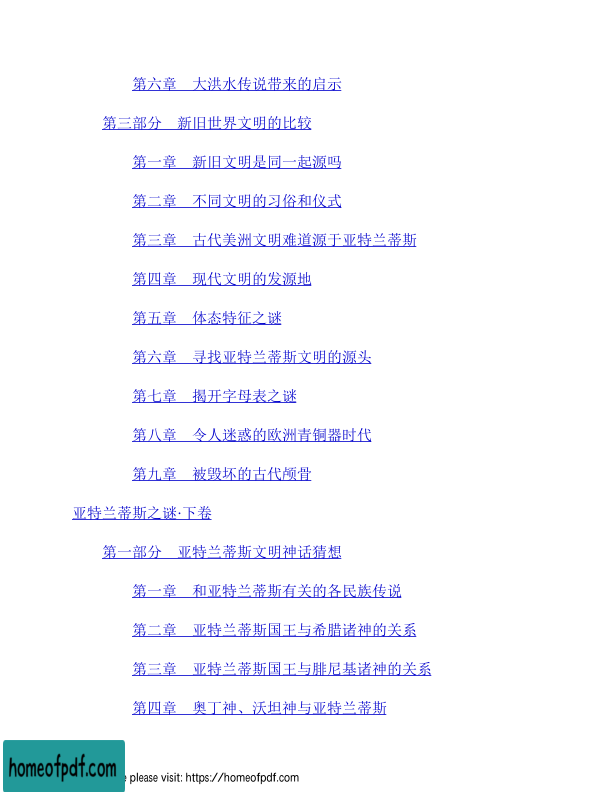 第六章　大洪水传说带来的启示
第三部分　新旧世界文明的比较
第一章　新旧文明是同一起源吗
第二章　不同文明的习俗和仪式
第三章　古代美洲文明难道源于亚特兰蒂斯
第四章　现代文明的发源地
第五章　体态特征之谜
第六章　寻找亚特兰蒂斯文明的源头
第七章　揭开字母表之谜
第八章　令人迷惑的欧洲青铜器时代
第九章　被毁坏的古代颅骨
亚特兰蒂斯之谜·下卷
第一部分　亚特兰蒂斯文明神话猜想
第一章　和亚特兰蒂斯有关的各民族传说
第二章　亚特兰蒂斯国王与希腊诸神的关系
第三章　亚特兰蒂斯国王与腓尼基诸神的关系
第四章　奥丁神、沃坦神与亚特兰蒂斯
homeofpdf.com
please visit: https://homeofpdf.com